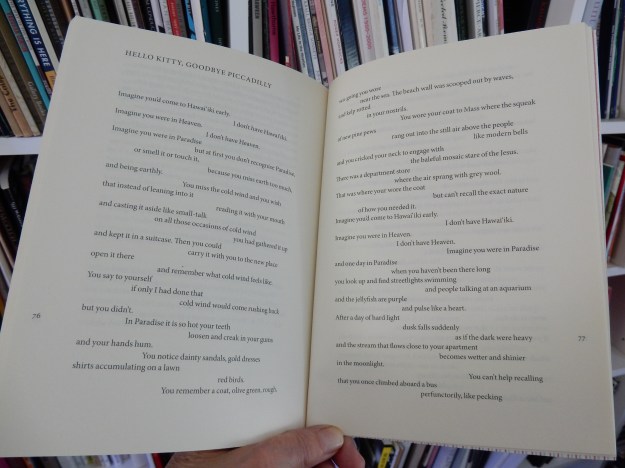 EVERYTHING IS HERE
HELLO KITTY, GOODBYE PICCADILLY
Imagine you'd come to Hawai'iki early.
I don't have Hawai'iki.
Imagine you were in Heaven.
I don't have Heaven.
Imagine you were in Paradise
but at first you don't recognise Paradise
or smell it or touch it,
because you miss earth too much
and being earthly.
You miss the cold wind and you wish
that instead of leaning into it
reading it with your mouth
and casting it aside like small-talk
on all those occasions of cold wind
you had gathered it up
and kept it in a suitcase. Then you could
carry it with you to the new place
open it there
and remember what cold wind feels like.
You say to yourself
if only I had done that
cold wind would come rushing back
but you didn't.
In Paradise it is so hot your teeth
loosen and creak in your gums
and your hands hum.
You notice dainty sandals, gold dresses
shirts accumulating on a lawn
red birds.
You remember a coat, olive green, rough,
76
you wore
near the sea. The beach wall was scooped out by waves,
and salt
in your nostrils.
You wore your coat to Mass where the squeak
of new pine pews
rang out into the still air above the people
like modern bells
and you cricked your neck to engage with
the baleful mosaic stare of the Jesus.
There was a department store
where the air sprang with grey wool.
That was where your wore the coat
but can't recall the exact nature
of how you needed it.
Imagine you'd come to Hawai'iki early.
I don't have Hawai'iki.
Imagine you were in Heaven.
I don't have Heaven.
Imagine you were in Paradise
and one day in Paradise
when you haven't been there long
you look up and find streetlights swimming
and people talking at an aquarium
and the jellyfish are purple
and pulse like a heart.
After a day of hard light
dusk falls suddenly
as if the dark were heavy
and the stream that flows close to your apartment
becomes wetter and shinier
in the moonlight.
You can't help recalling
that you once climbed aboard a bus
perfunctorily, like pecking
77